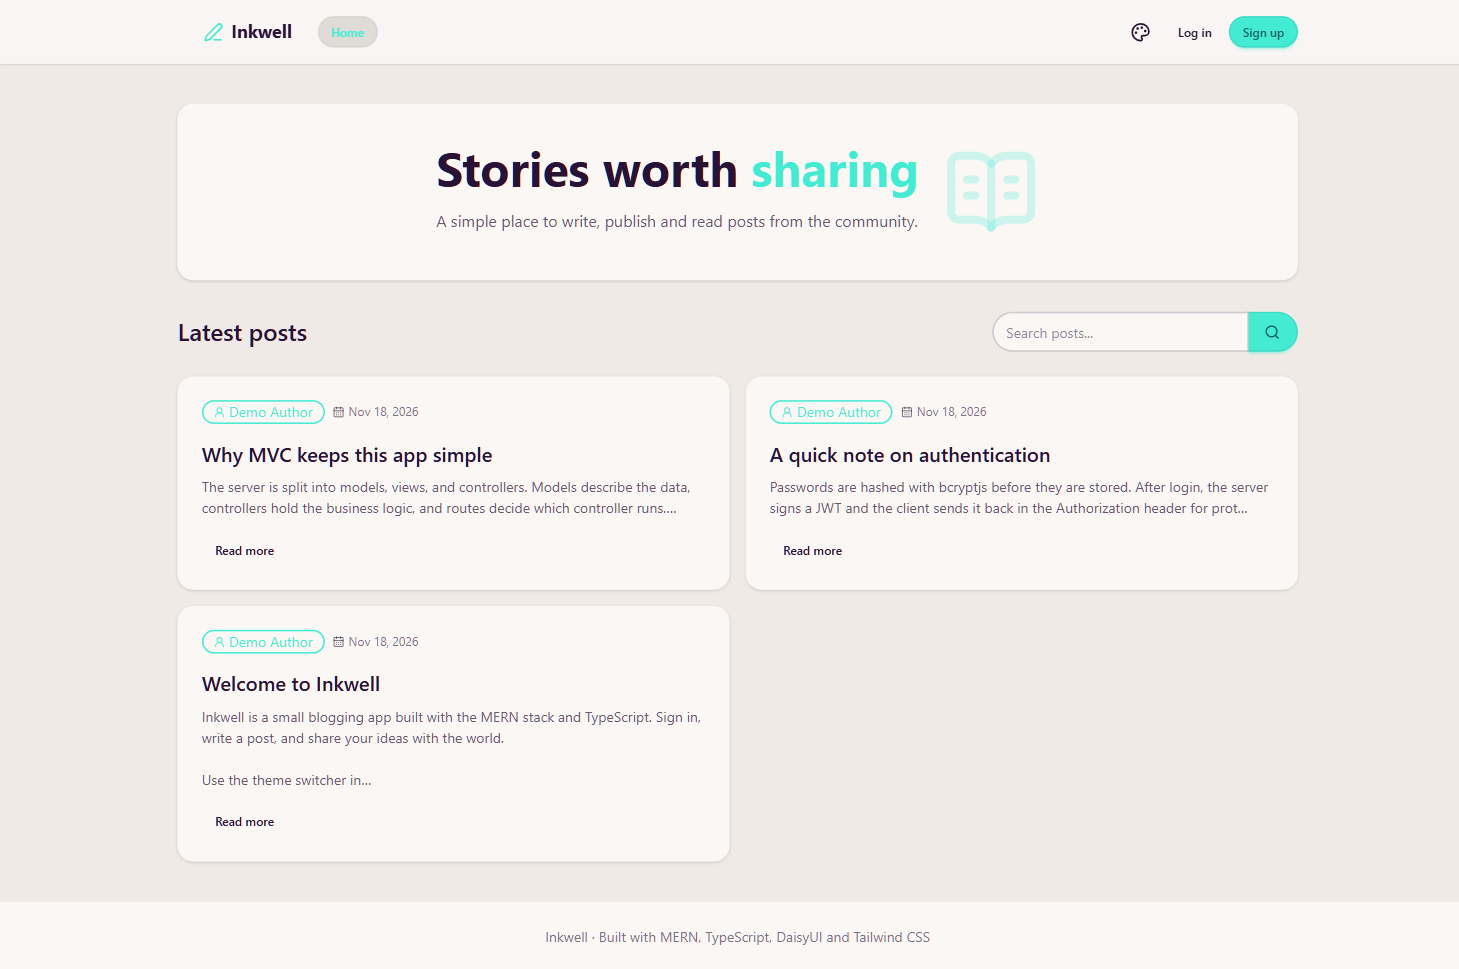 Inkwell
Home
Log in
Sign up
Stories worth sharing
A simple place to write, publish and read posts from the community.
Latest posts
Search posts...
Demo Author
Nov 18, 2026
Why MVC keeps this app simple
The server is split into models, views, and controllers. Models describe the data,
controllers hold the business logic, and routes decide which controller runs....
Read more
Demo Author
Nov 18, 2026
A quick note on authentication
Passwords are hashed with bcryptjs before they are stored. After login, the server
signs a JWT and the client sends it back in the Authorization header for prot...
Read more
Demo Author
Nov 18, 2026
Welcome to Inkwell
Inkwell is a small blogging app built with the MERN stack and TypeScript. Sign in,
write a post, and share your ideas with the world.
Use the theme switcher in...
Read more
Inkwell · Built with MERN, TypeScript, DaisyUI and Tailwind CSS